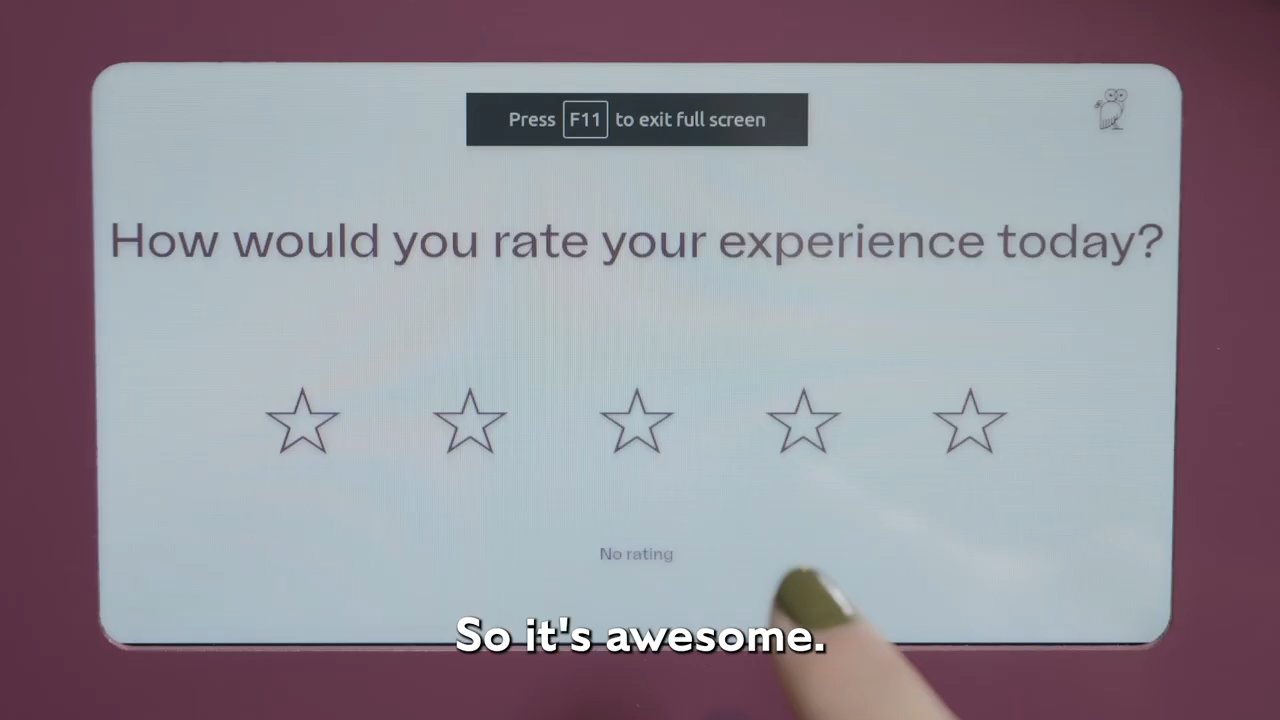 Press F11 to exit full screen
How would you rate your experience today?
No rating
So it's awesome.